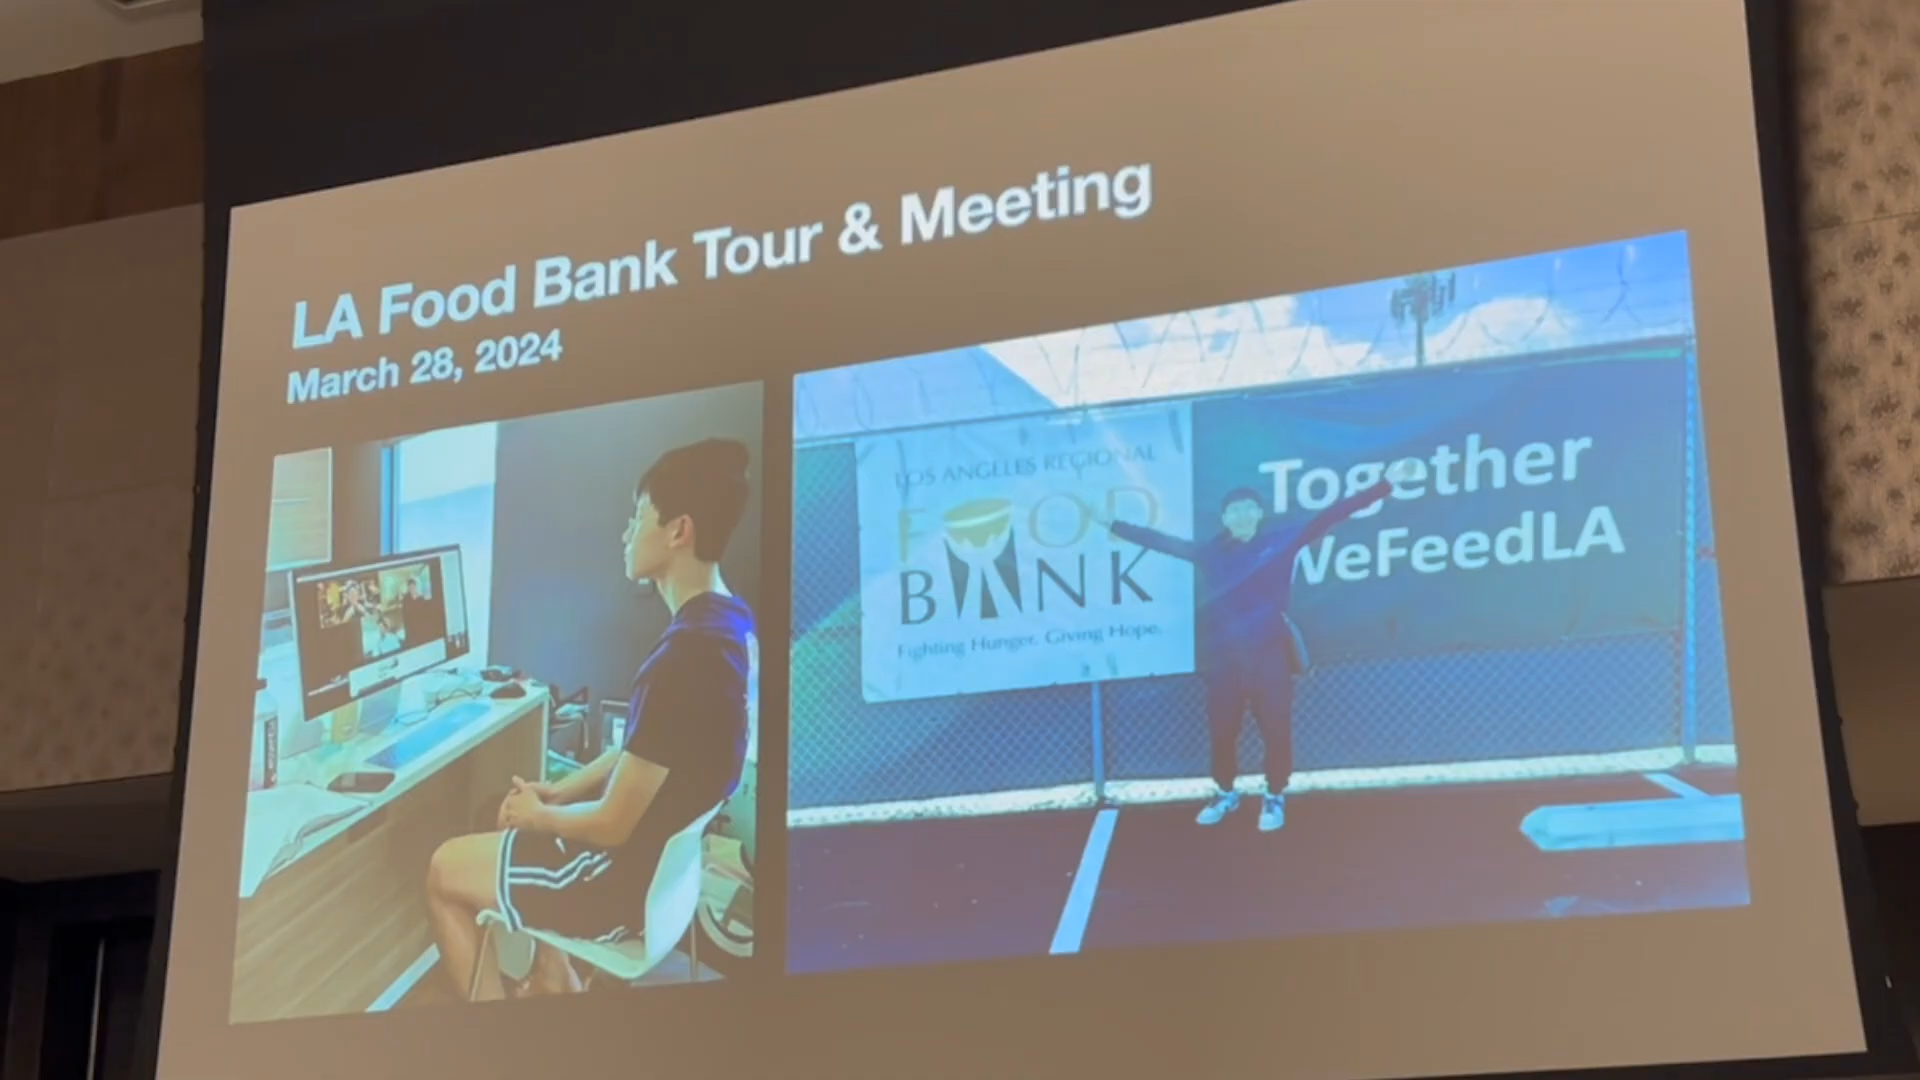 LA Food Bank Tour & Meeting
March 28, 2024
LOS ANGELES REGIONAL
FOOD
BANK
Fighting Hunger. Giving Hope.
Together
WeFeedLA